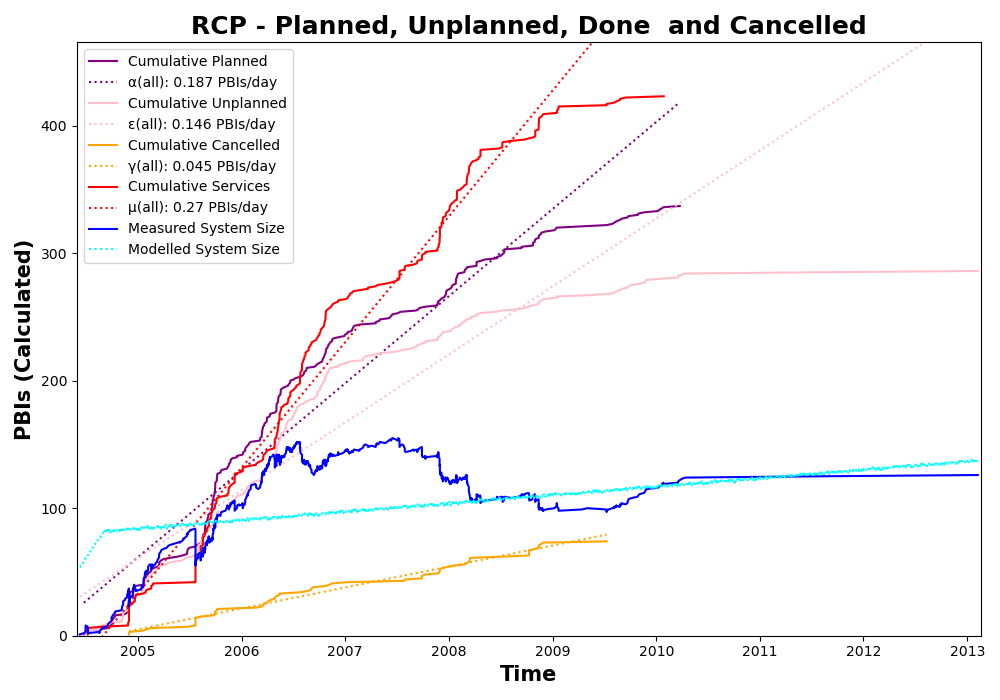 RCP - Planned, Unplanned, Done  and Cancelled
Cumulative Planned
α(all): 0.187 PBIs/day
Cumulative Unplanned
ε(all): 0.146 PBIs/day
Cumulative Cancelled
γ(all): 0.045 PBIs/day
Cumulative Services
μ(all): 0.27 PBIs/day
Measured System Size
Modelled System Size
PBIs (Calculated)
400
300
200
100
0
2005 2006 2007 2008 2009 2010 2011 2012 2013
Time